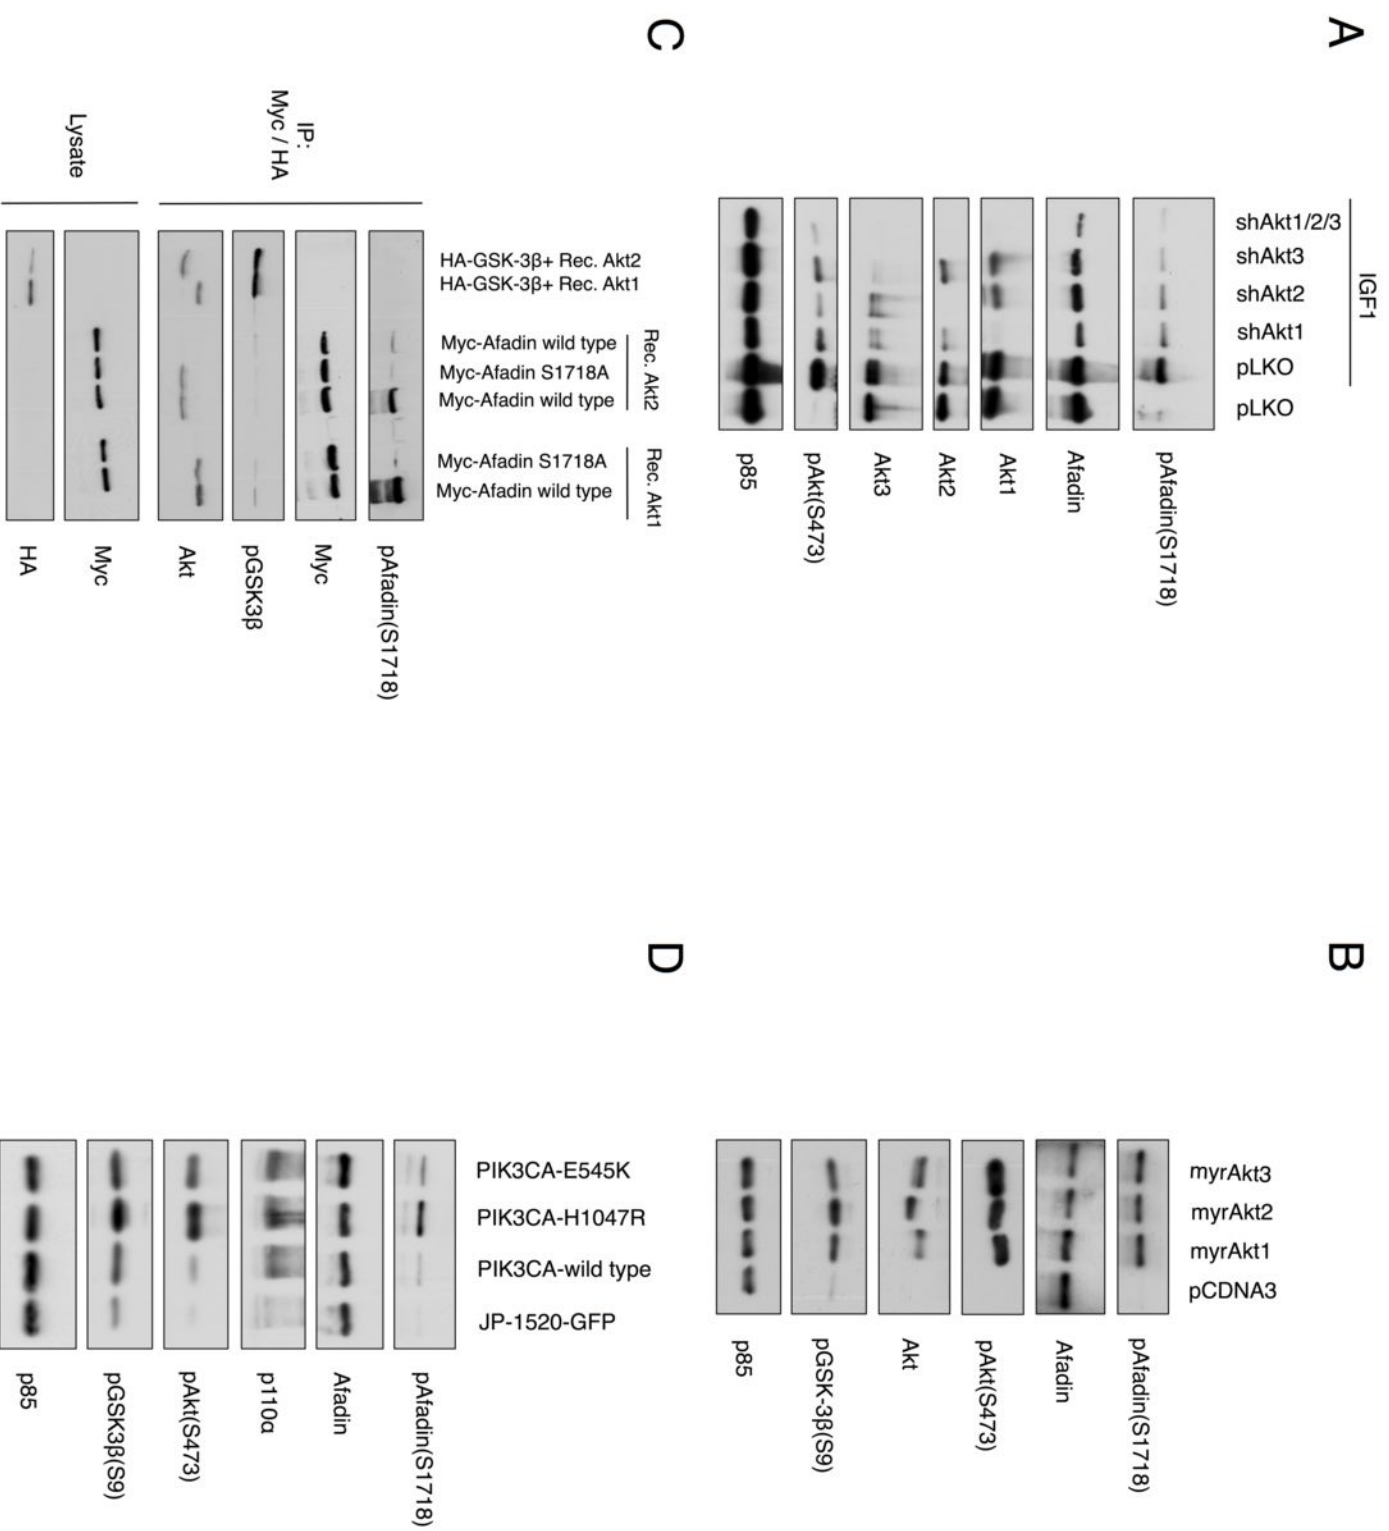 A
IGF1
pLKO
pLKO
shAkt1
shAkt2
shAkt3
shAkt1/2/3
pAfadin(S1718)
Afadin
Akt1
Akt2
Akt3
pAkt(S473)
p85
B
pCDNA3
myrAkt1
myrAkt2
myrAkt3
pAfadin(S1718)
Afadin
pAkt(S473)
Akt
pGSK-3β(S9)
p85
C
Rec. Akt1
Rec. Akt2
Myc-Afadin wild type
Myc-Afadin S1718A
Myc-Afadin wild type
Myc-Afadin S1718A
Myc-Afadin wild type
HA-GSK-3β+ Rec. Akt1
HA-GSK-3β+ Rec. Akt2
IP:
Myc / HA
pAfadin(S1718)
Myc
pGSK3β
Akt
Lysate
Myc
HA
D
JP-1520-GFP
PIK3CA-wild type
PIK3CA-H1047R
PIK3CA-E545K
pAfadin(S1718)
Afadin
p110α
pAkt(S473)
pGSK3β(S9)
p85